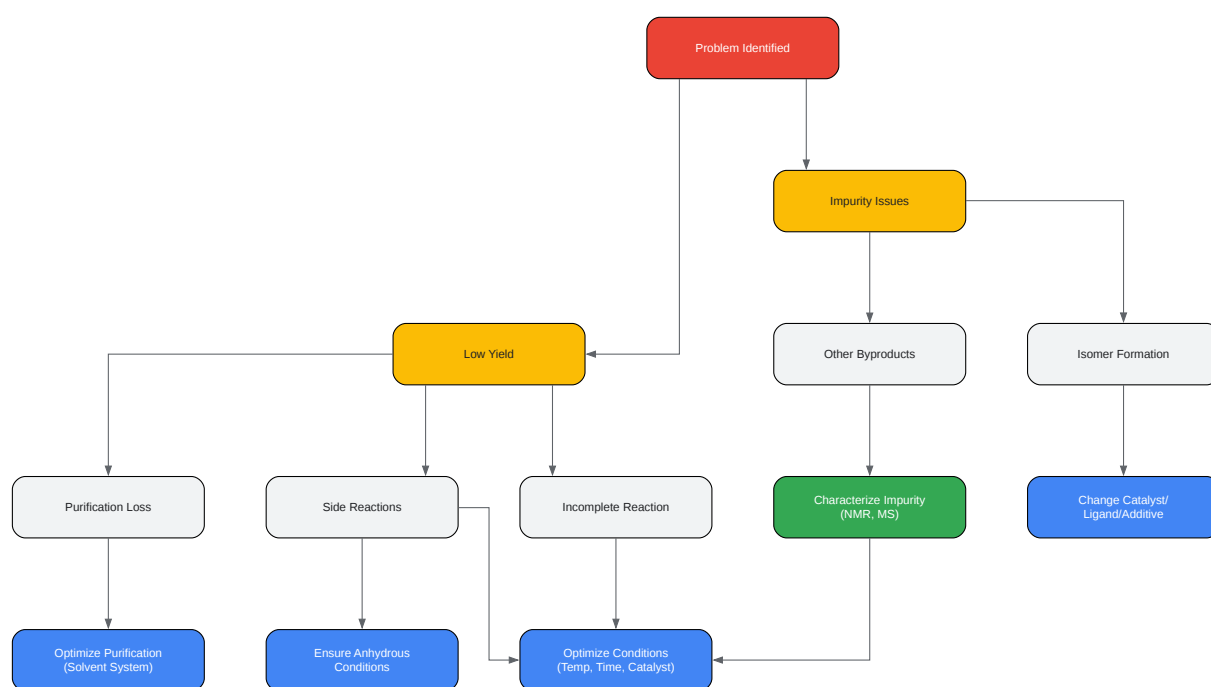 Problem Identified
Impurity Issues
Low Yield
Other Byproducts
Isomer Formation
Purification Loss
Side Reactions
Incomplete Reaction
Characterize Impurity
(NMR, MS)
Change Catalyst/
Ligand/Additive
Optimize Purification
(Solvent System)
Ensure Anhydrous
Conditions
Optimize Conditions
(Temp, Time, Catalyst)